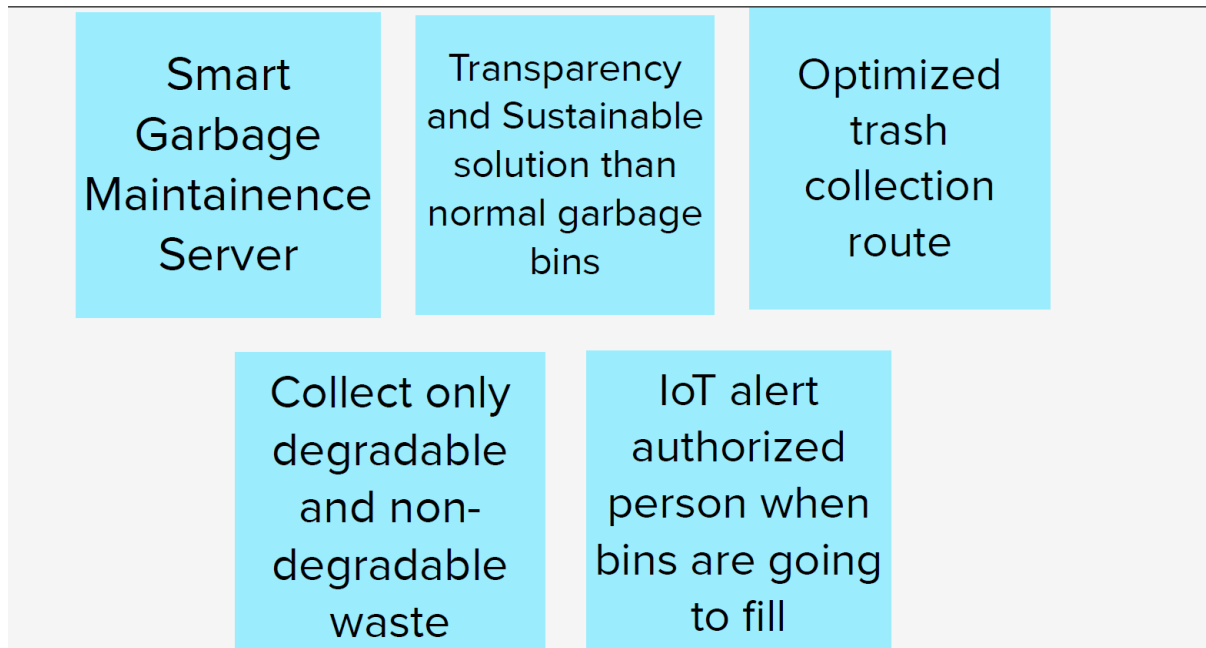 Smart
Garbage
Maintainence
Server
Transparency
and Sustainable
solution than
normal garbage
bins
Optimized
trash
collection
route
Collect only
degradable
and non-
degradable
waste
IoT alert
authorized
person when
bins are going
to fill